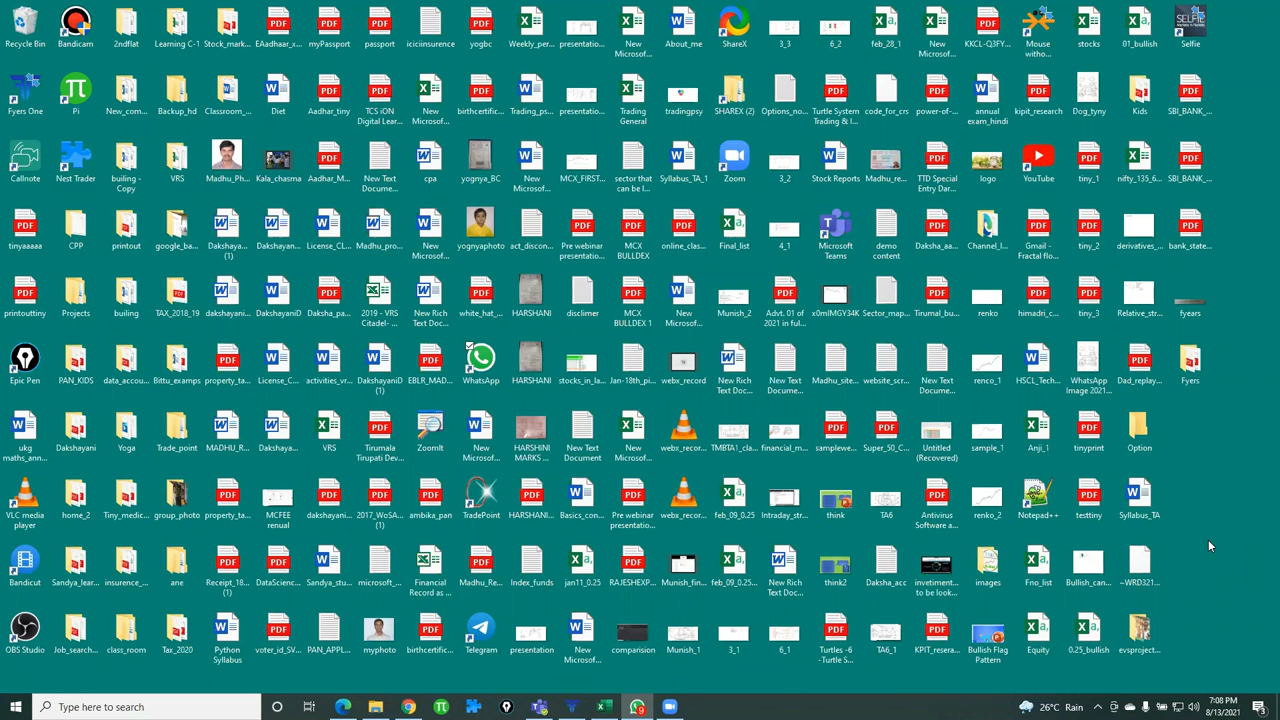 Recycle Bin
Bandicam
2ndflat
Learning C-1
Stock_mark...
EAadhaar_x...
myPassport
passport
iciciinsurence
yogbc
Weekly_per...
presentatio...
New
Microsof...
About_me
ShareX
3_3
6_2
feb_28_1
New
Microsof...
KKCL-Q3FY...
Mouse
witho...
stocks
01_bullish
Selfie
Fyers One
Pi
New_com...
Backup_hd
Classroom_...
Diet
Aadhar_tiny
TCS iON
Digital Lear...
New
Microsof...
birthcertific...
Trading_ps...
presentatio...
Trading
General
tradingpsy
SHAREX (2)
Options_no...
Turtle System
Trading & I...
code_for_crs
power-of-...
annual
exam_hindi
kipit_research
Dog_tyny
Kids
SBI_BANK_...
Callnote
Nest Trader
builing -
Copy
VRS
Madhu_Ph...
Kala_chasma
Aadhar_M...
New Text
Docume...
cpa
yognya_BC
New
Microsof...
MCX_FIRST...
sector that
can be l...
Syllabus_TA_1
Zoom
3_2
Stock Reports
Madhu_re...
TTD Special
Entry Dar...
logo
YouTube
tiny_1
nifty_135_6...
SBI_BANK_...
tinyaaaaa
CPP
printout
google_ba...
Dakshaya...
(1)
Dakshayan...
License_CL...
Madhu_pro...
New
Microsof...
yognyaphoto
act_discon...
Pre webinar
presentatio...
MCX
BULLDEX
online_clas...
Final_list
4_1
Microsoft
Teams
demo
content
Daksha_aa...
Channel_l...
Gmail -
Fractal flo...
tiny_2
derivatives_...
bank_state...
printouttiny
Projects
builing
TAX_2018_19
dakshayani...
DakshayaniD
Daksha_pa...
2019 - VRS
Citadel- ...
New Rich
Text Doc...
white_hat_...
HARSHANI
disclimer
MCX
BULLDEX 1
New
Microsof...
Munish_2
Advt. 01 of
2021 in ful...
x0mIMGY34K
Sector_map...
Tirumal_bu...
renko
himadri_c...
tiny_3
Relative_str...
fyears
Epic Pen
PAN_KIDS
data_accou...
Bittu_examps
property_ta...
License_C...
activities_vr...
DakshayaniD
(1)
EBLR_MAD...
WhatsApp
HARSHANI
stocks_in_la...
Jan-18th_pi...
webx_record
New Rich
Text Doc...
New Text
Docume...
Madhu_site...
website_scr...
New Text
Docume...
renco_1
HSCL_Tech...
WhatsApp
Image 2021...
Dad_replay...
Fyers
ukg
maths_ann...
Dakshayani
Yoga
Trade_point
MADHU_R...
Dakshaya...
VRS
Tirumala
Tirupati Dev...
ZoomIt
New
Microsof...
HARSHINI
MARKS ...
New Text
Document
New
Microsof...
webx_recor...
TMBTA1_cla...
financial_m...
samplewe...
Super_50_C...
Untitled
(Recovered)
sample_1
Anji_1
tinyprint
Option
VLC media
player
home_2
Tiny_medic...
group_photo
property_ta...
MCFEE
renual
dakshayani...
2017_WoSA...
(1)
ambika_pan
TradePoint
HARSHANI...
Basics_con...
Pre webinar
presentatio...
webx_recor...
feb_09_0.25
Intraday_str...
think
TA6
Antivirus
Software a...
renko_2
Notepad++
testtiny
Syllabus_TA
Bandicut
Sandya_lear...
insurence_...
ane
Receipt_18...
(1)
DataScienc...
Sandya_stu...
microsoft_...
Financial
Record as ...
Madhu_Re...
Index_funds
jan11_0.25
RAJESHEXP...
Munish_fin...
feb_09_0.25...
New Rich
Text Doc...
think2
Daksha_acc
invetiment...
to be look...
images
Fno_list
Bullish_can...
~WRD321...
OBS Studio
Job_search...
class_room
Tax_2020
Python
Syllabus
voter_id_SV...
PAN_APPL...
myphoto
birthcertific...
Telegram
presentation
New
Microsof...
comparision
Munish_1
3_1
6_1
Turtles -6
-Turtle S...
TA6_1
KPIT_resera...
Bullish Flag
Pattern
Equity
0.25_bullish
evsproject...
Type here to search
9
26°C Rain
7:08 PM
8/13/2021